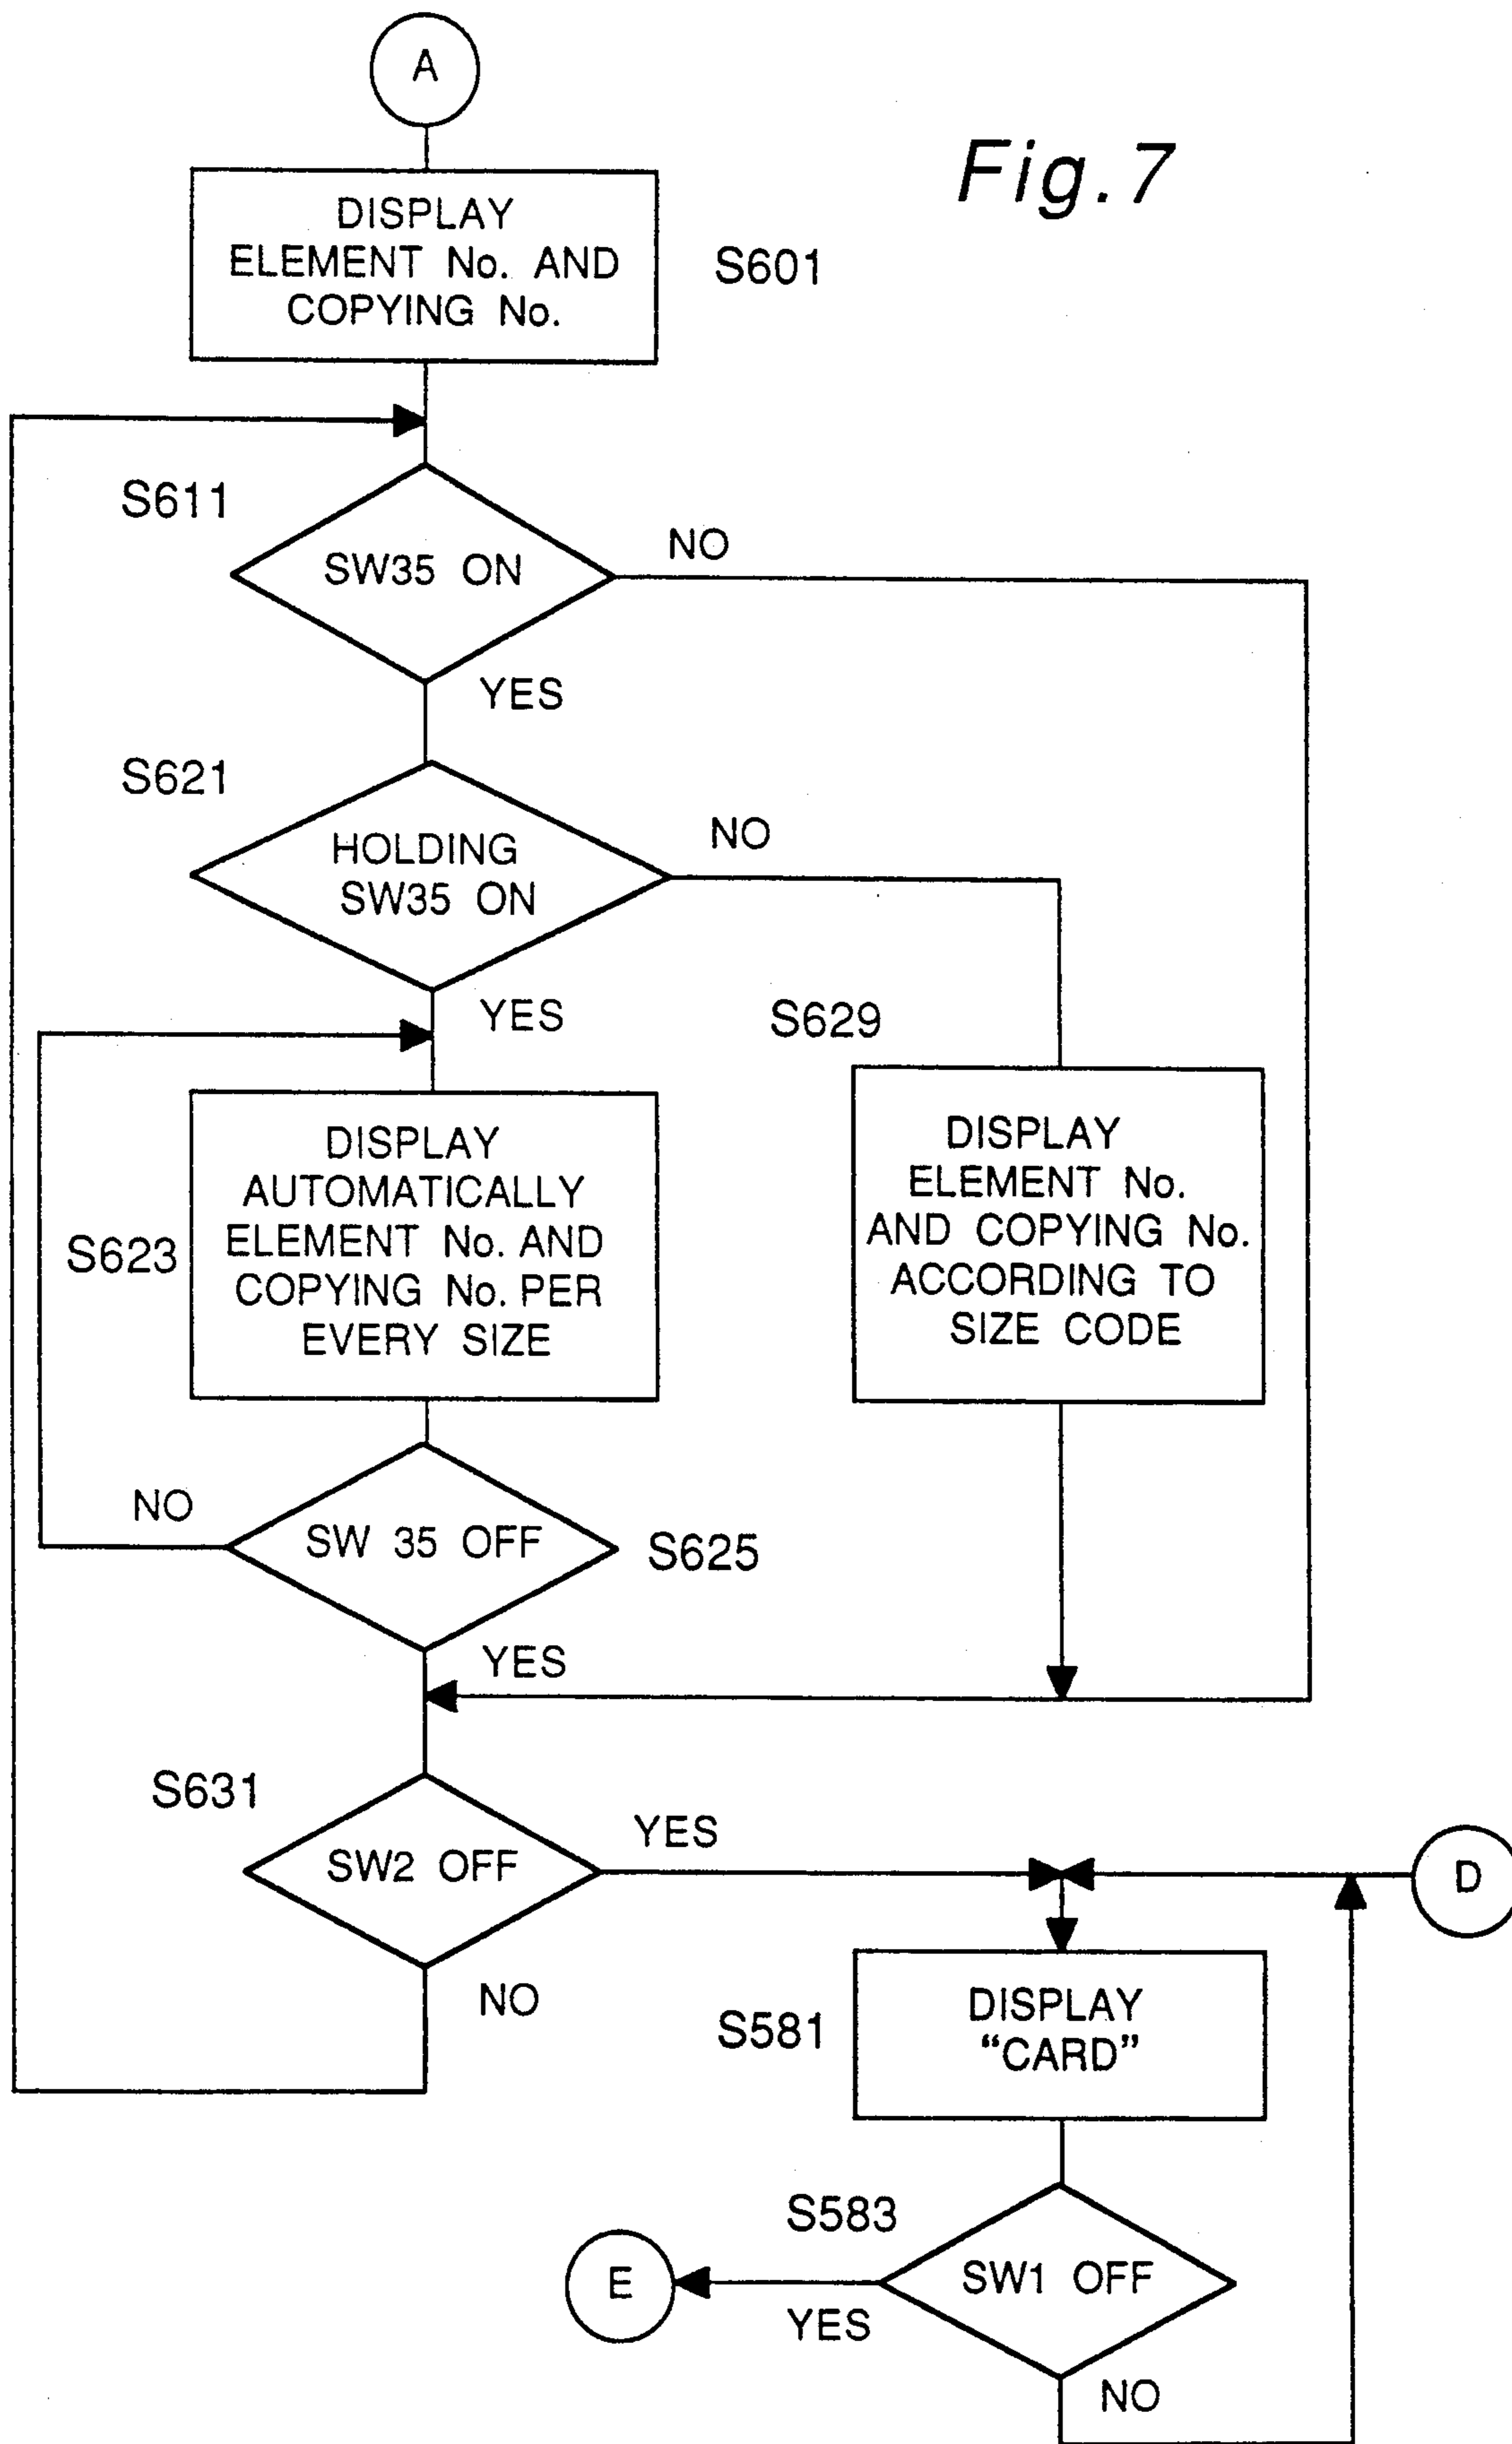 A
Fig.7
DISPLAY
ELEMENT No. AND
COPYING No.
S601
S611
SW35 ON
NO
YES
S621
HOLDING
SW35 ON
NO
YES
S629
S623
DISPLAY
AUTOMATICALLY
ELEMENT No. AND
COPYING No. PER
EVERY SIZE
DISPLAY
ELEMENT No.
AND COPYING No.
ACCORDING TO
SIZE CODE
NO
SW 35 OFF
S625
YES
S631
SW2 OFF
YES
NO
D
S581
DISPLAY
“CARD”
S583
SW1 OFF
E
YES
NO